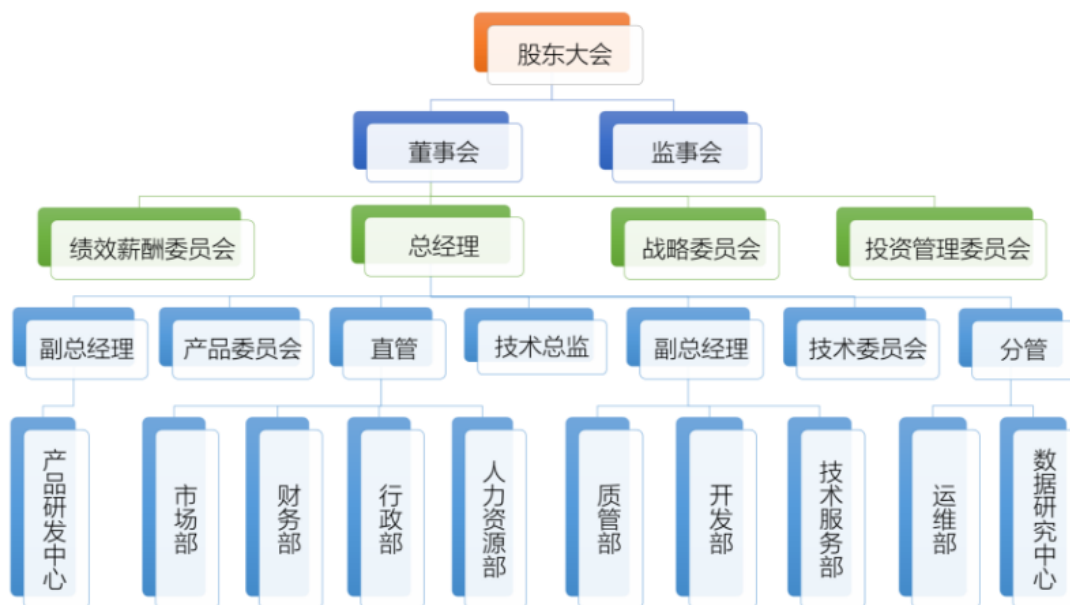 股东大会
董事会
监事会
绩效薪酬委员会
总经理
战略委员会
投资管理委员会
副总经理
产品委员会
直管
技术总监
副总经理
技术委员会
分管
产品研发中心
市场部
财务部
行政部
人力资源部
质管部
开发部
技术服务部
运维部
数据研究中心